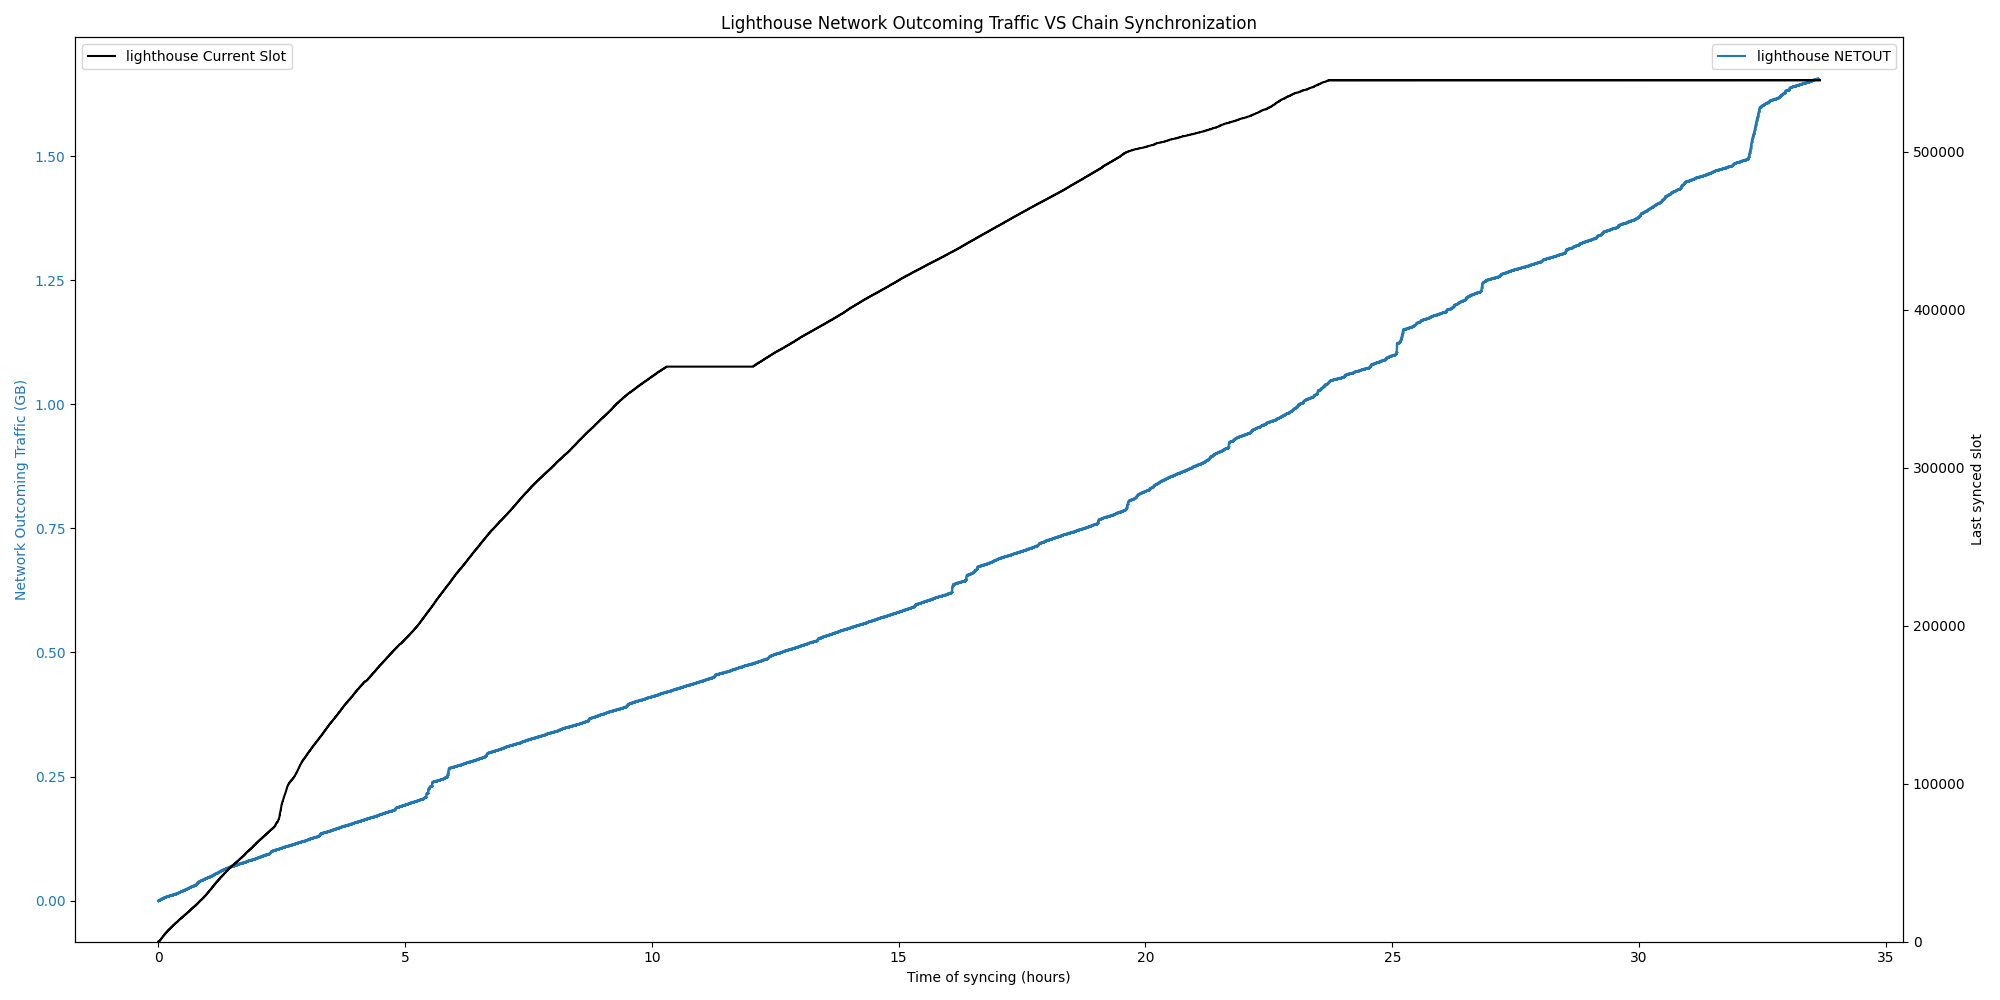 Lighthouse Network Outcoming Traffic VS Chain Synchronization
lighthouse Current Slot
lighthouse NETOUT
Network Outcoming Traffic (GB)
1.50
1.25
1.00
0.75
0.50
0.25
0.00
500000
400000
300000
200000
100000
0
Last synced slot
0 5 10 15 20 25 30 35
Time of syncing (hours)